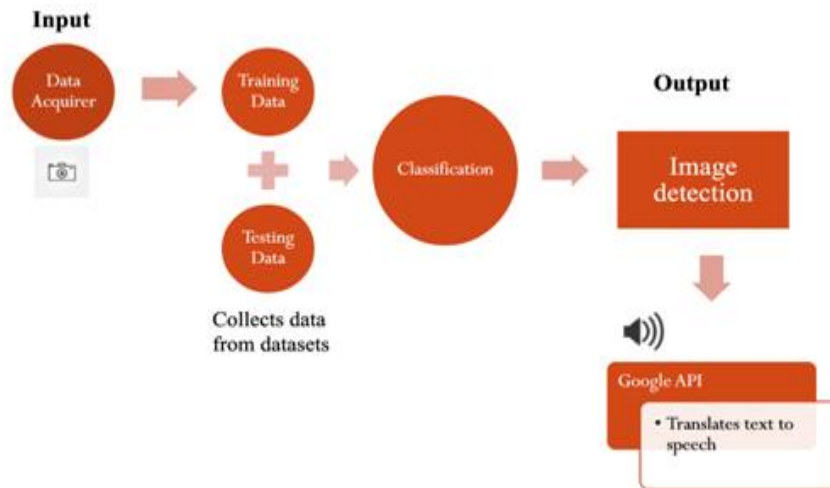 Input
Data
Acquirer
Training
Data
Testing
Data
Collects data
from datasets
Classification
Output
Image
detection
Google API
• Translates text to
speech